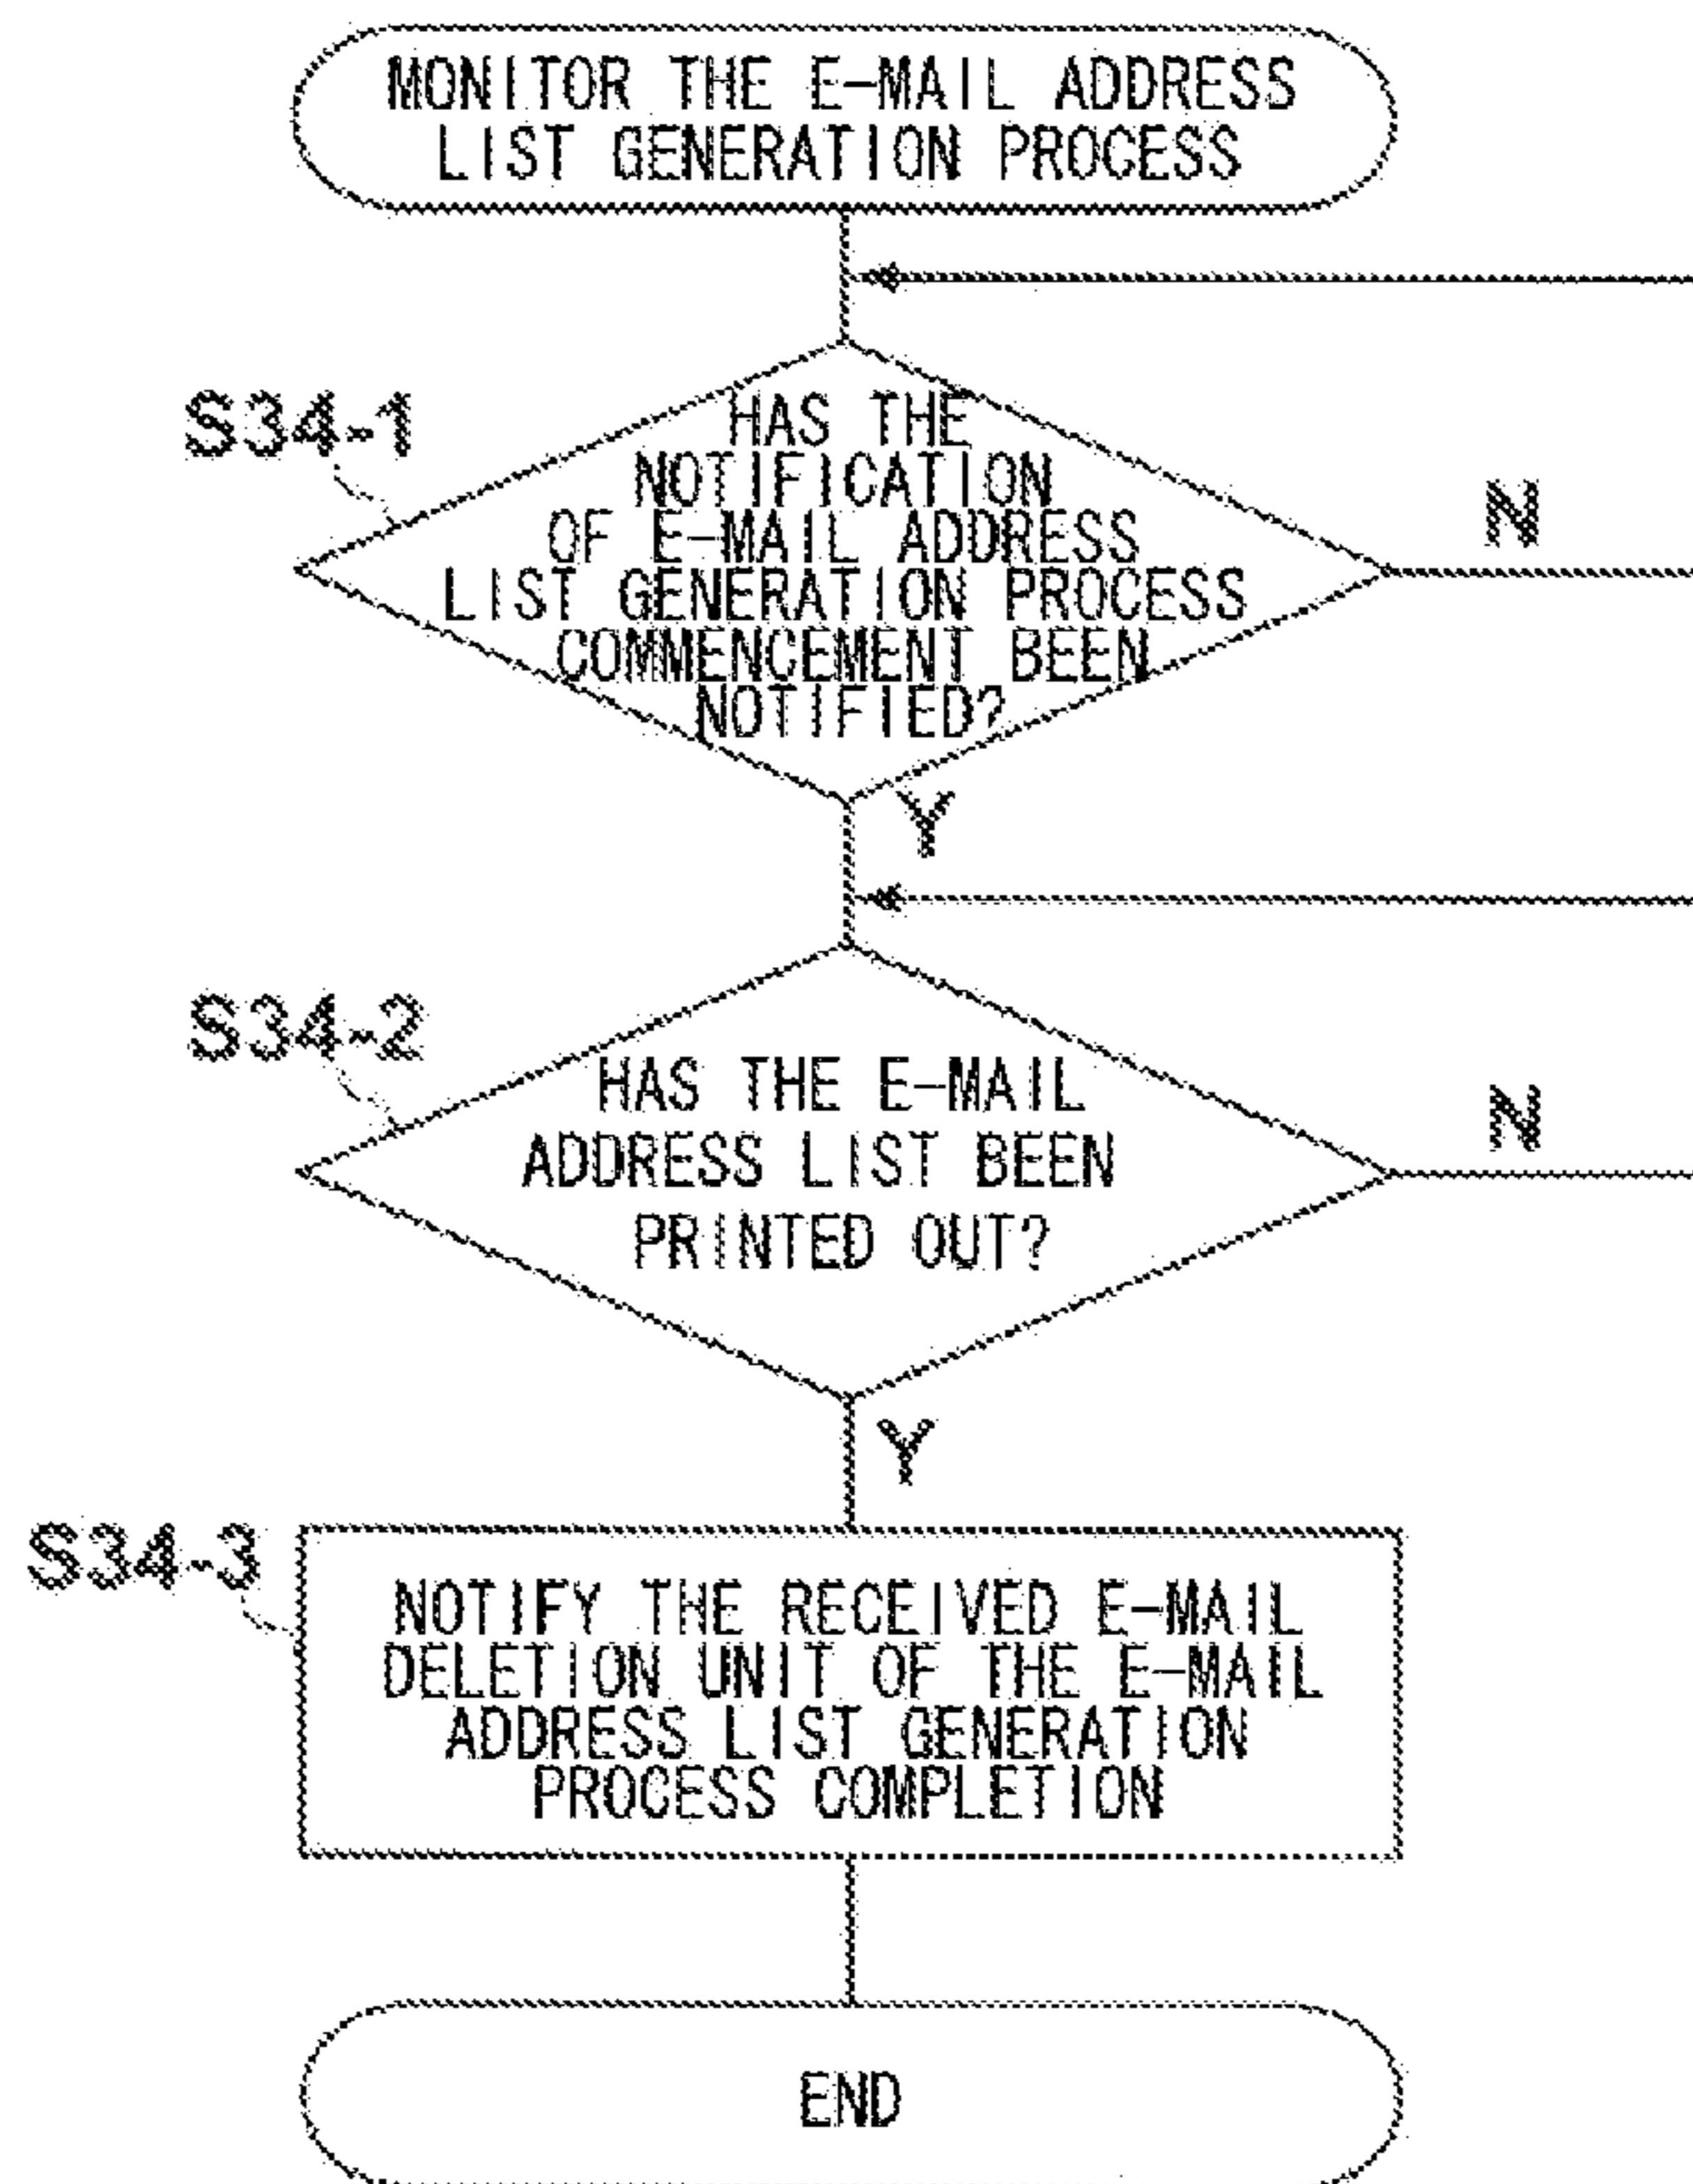 MONITOR THE E-MAIL ADDRESS
LIST GENERATION PROCESS
S34-1
HAS THE
NOTIFICATION
OF E-MAIL ADDRESS
LIST GENERATION PROCESS
COMMENCEMENT BEEN
NOTIFIED?
N
Y
S34-2
HAS THE E-MAIL
ADDRESS LIST BEEN
PRINTED OUT?
N
Y
S34-3
NOTIFY THE RECEIVED E-MAIL
DELETION UNIT OF THE E-MAIL
ADDRESS LIST GENERATION
PROCESS COMPLETION
END